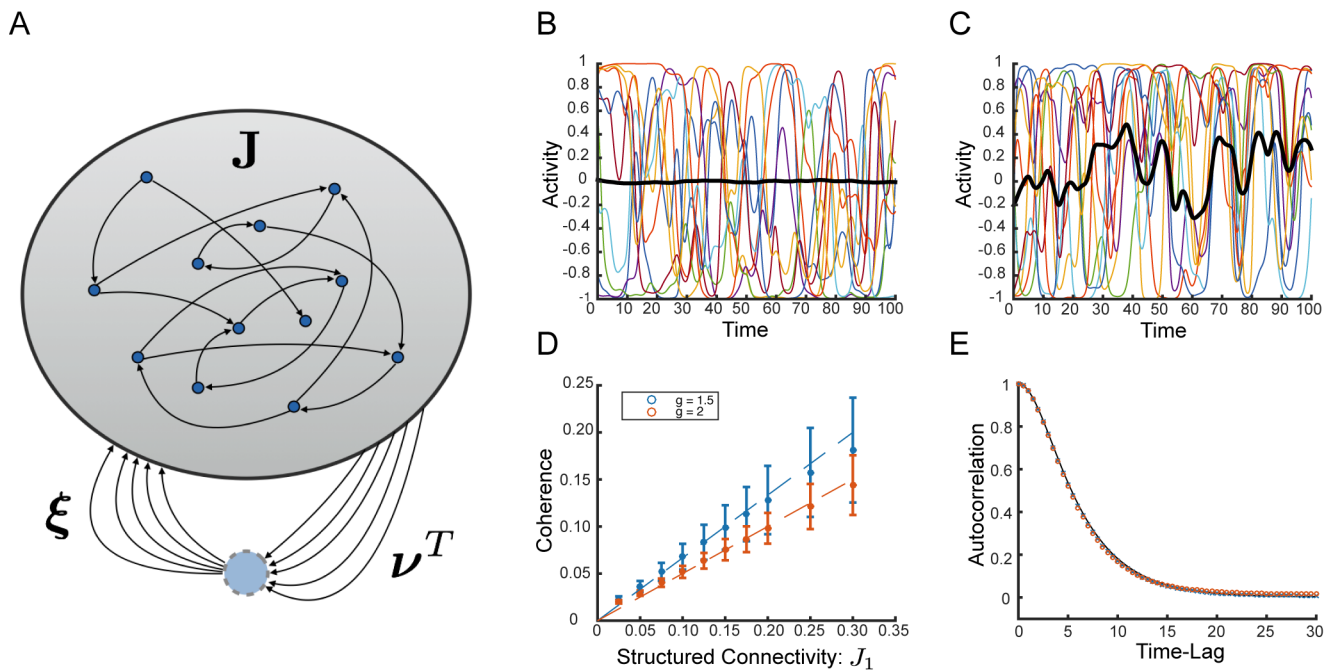 A
J
ξ
νᵀ
B
Activity
1
0.8
0.6
0.4
0.2
0
-0.2
-0.4
-0.6
-0.8
-1
0 10 20 30 40 50 60 70 80 90 100
Time
C
Activity
1
0.8
0.6
0.4
0.2
0
-0.2
-0.4
-0.6
-0.8
-1
0 10 20 30 40 50 60 70 80 90 100
Time
D
Coherence
0.25
0.20
0.15
0.10
0.05
0
g = 1.5
g = 2
0 0.05 0.10 0.15 0.20 0.25 0.30 0.35
Structured Connectivity: J₁
E
Autocorrelation
1.0
0.8
0.6
0.4
0.2
0
0 5 10 15 20 25 30
Time-Lag